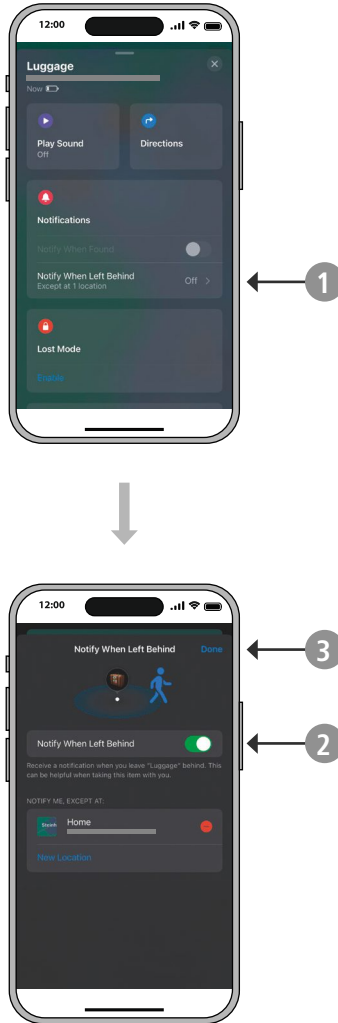 12:00
Luggage
Now
Play Sound
Off
Directions
Notifications
Notify When Found
Notify When Left Behind
Except at 1 location
Off
1
Lost Mode
Enable
12:00
Notify When Left Behind
Done
3
Notify When Left Behind
2
Receive a notification when you leave "Luggage" behind. This
can be helpful when taking this item with you.
NOTIFY ME, EXCEPT AT:
Home
New Location